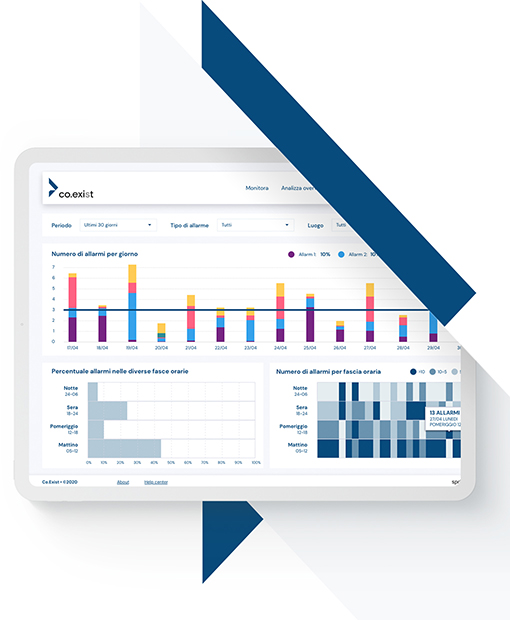 co.exist
Monitora Analizza
Periodo Ultimi 30 giorni Tipo di allarme Tutti Luogo Tutti
Numero di allarmi per giorno
Allarm 1: 10% Allarm 2:
7
6
5
4
3
2
1
0
17/04 18/04 19/04 20/04 21/04 22/04 23/04 24/04 25/04 26/04 27/04 28/04 29/04
Percentuale allarmi nelle diverse fasce orarie
Notte
24-06
Sera
18-24
Pomeriggio
12-18
Mattino
05-12
0% 10% 20% 30% 40% 50% 60% 70% 80% 90% 100%
Numero di allarmi per fascia oraria
>10 10-5
Notte
24-06
Sera
18-24
Pomeriggio
12-18
Mattino
05-12
13 ALLARMI
27/04 LUNEDI
POMERIGGIO 12
Co.Exist • ©2020 About Help center